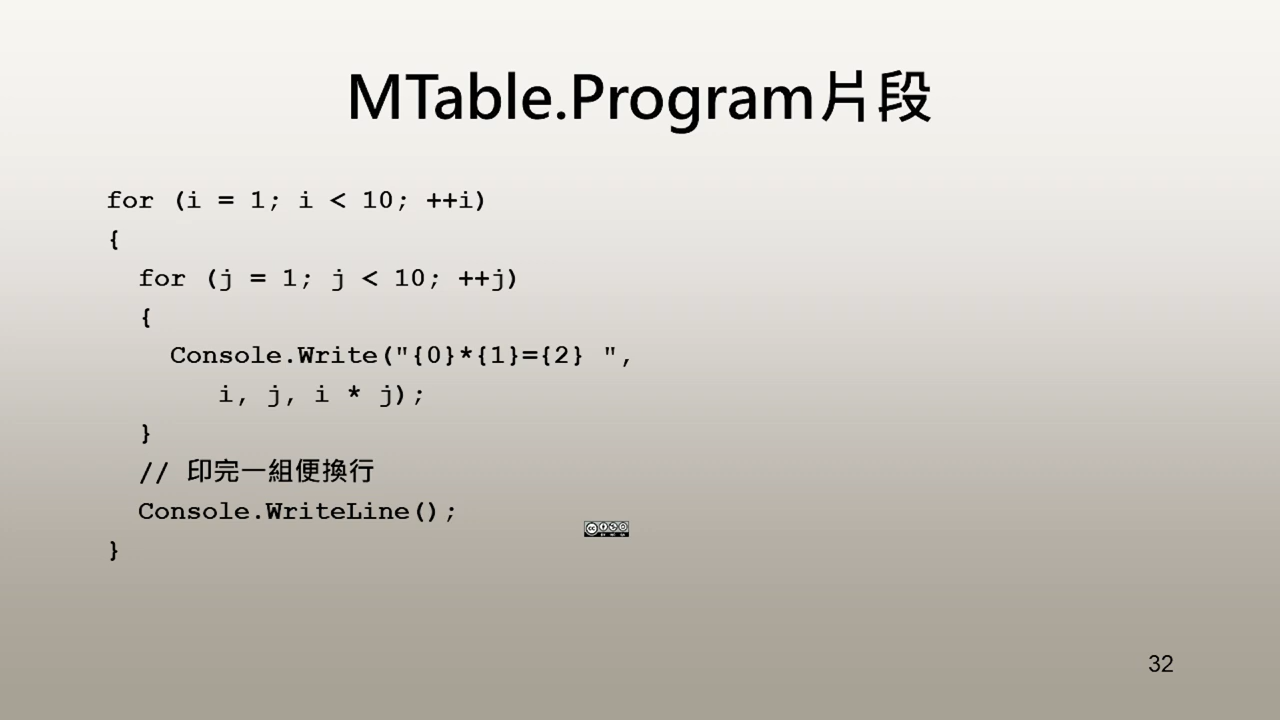 MTable.Program片段
for (i = 1; i < 10; ++i)
{
  for (j = 1; j < 10; ++j)
  {
    Console.Write("{0}*{1}={2} ",
       i, j, i * j);
  }
  // 印完一組便換行
  Console.WriteLine();
}
32